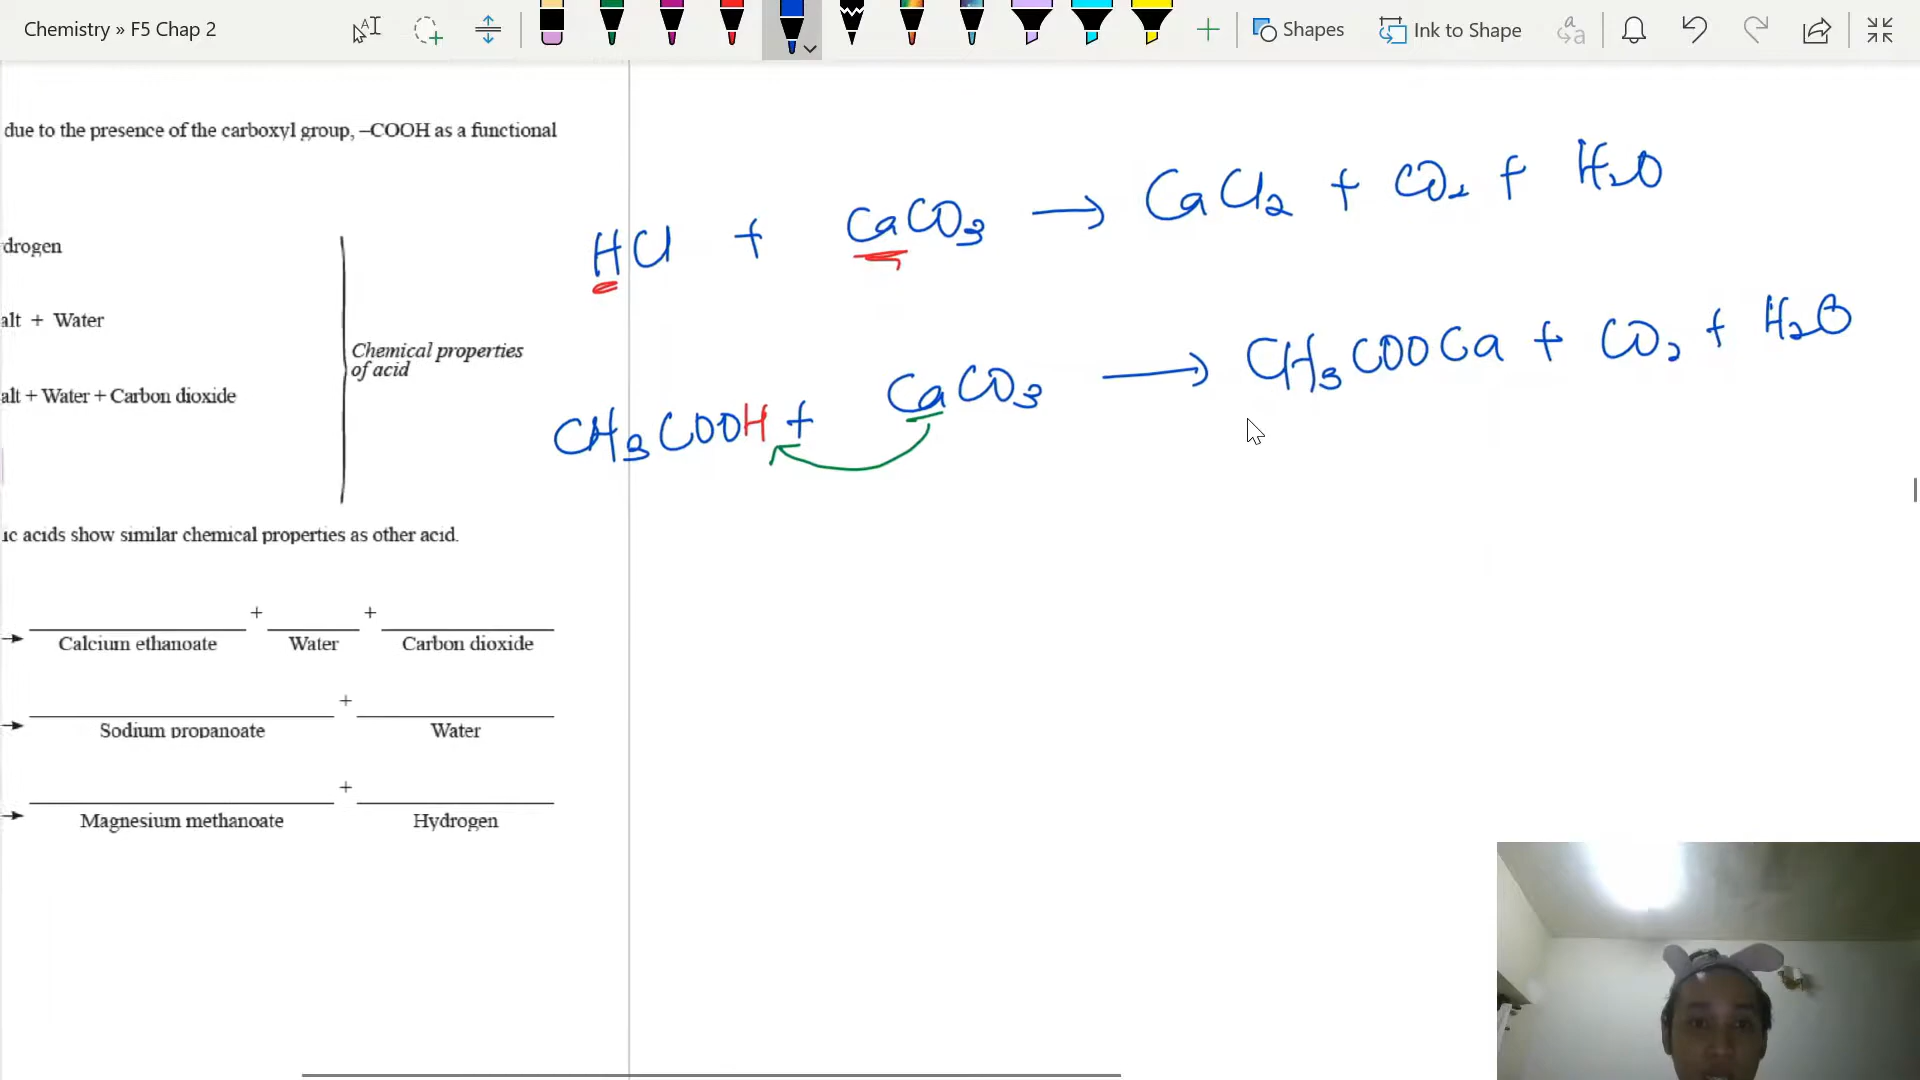 Chemistry » F5 Chap 2
Shapes
Ink to Shape
due to the presence of the carboxyl group, –COOH as a functional
drogen
alt + Water
alt + Water + Carbon dioxide
Chemical properties
of acid
ic acids show similar chemical properties as other acid.
+ +
Calcium ethanoate Water Carbon dioxide
+
Sodium propanoate Water
+
Magnesium methanoate Hydrogen
HCl + CaCO3 → CaCl2 + CO2 + H2O
CH3COOH + CaCO3 → CH3COOCa + CO2 + H2O